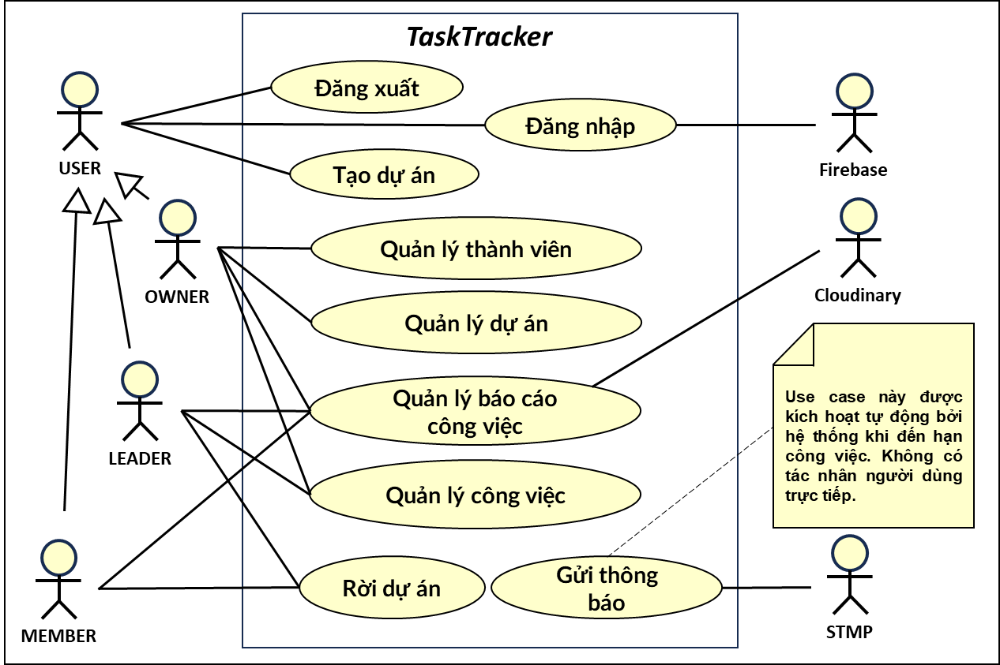 TaskTracker
Đăng xuất
Đăng nhập
USER
Firebase
Tạo dự án
Quản lý thành viên
OWNER
Cloudinary
Quản lý dự án
Quản lý báo cáo
công việc
Use case này được
kích hoạt tự động bởi
hệ thống khi đến hạn
công việc. Không có
tác nhân người dùng
trực tiếp.
LEADER
Quản lý công việc
Rời dự án
Gửi thông
báo
MEMBER
STMP